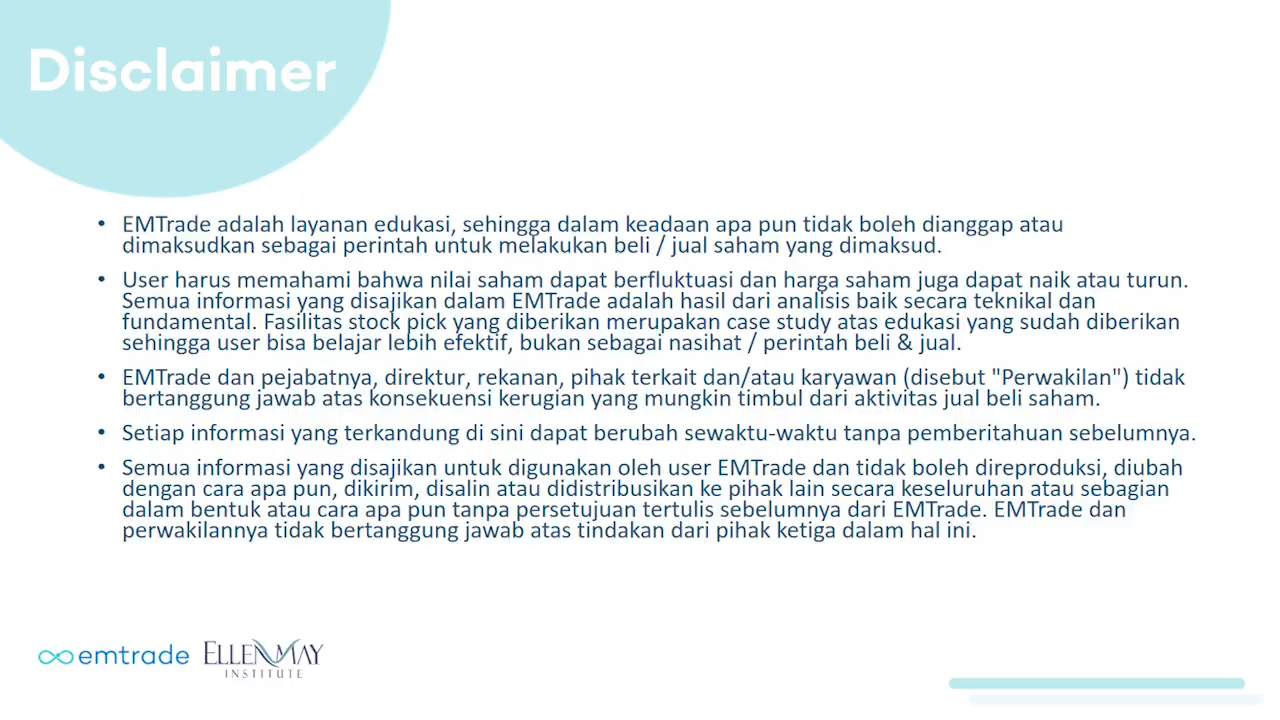 Disclaimer
• EMTrade adalah layanan edukasi, sehingga dalam keadaan apa pun tidak boleh dianggap atau
dimaksudkan sebagai perintah untuk melakukan beli / jual saham yang dimaksud.
• User harus memahami bahwa nilai saham dapat berfluktuasi dan harga saham juga dapat naik atau turun.
Semua informasi yang disajikan dalam EMTrade adalah hasil dari analisis baik secara teknikal dan
fundamental. Fasilitas stock pick yang diberikan merupakan case study atas edukasi yang sudah diberikan
sehingga user bisa belajar lebih efektif, bukan sebagai nasihat / perintah beli & jual.
• EMTrade dan pejabatnya, direktur, rekanan, pihak terkait dan/atau karyawan (disebut "Perwakilan") tidak
bertanggung jawab atas konsekuensi kerugian yang mungkin timbul dari aktivitas jual beli saham.
• Setiap informasi yang terkandung di sini dapat berubah sewaktu-waktu tanpa pemberitahuan sebelumnya.
• Semua informasi yang disajikan untuk digunakan oleh user EMTrade dan tidak boleh direproduksi, diubah
dengan cara apa pun, dikirim, disalin atau didistribusikan ke pihak lain secara keseluruhan atau sebagian
dalam bentuk atau cara apa pun tanpa persetujuan tertulis sebelumnya dari EMTrade. EMTrade dan
perwakilannya tidak bertanggung jawab atas tindakan dari pihak ketiga dalam hal ini.
emtrade
ELLEN MAY
INSTITUTE